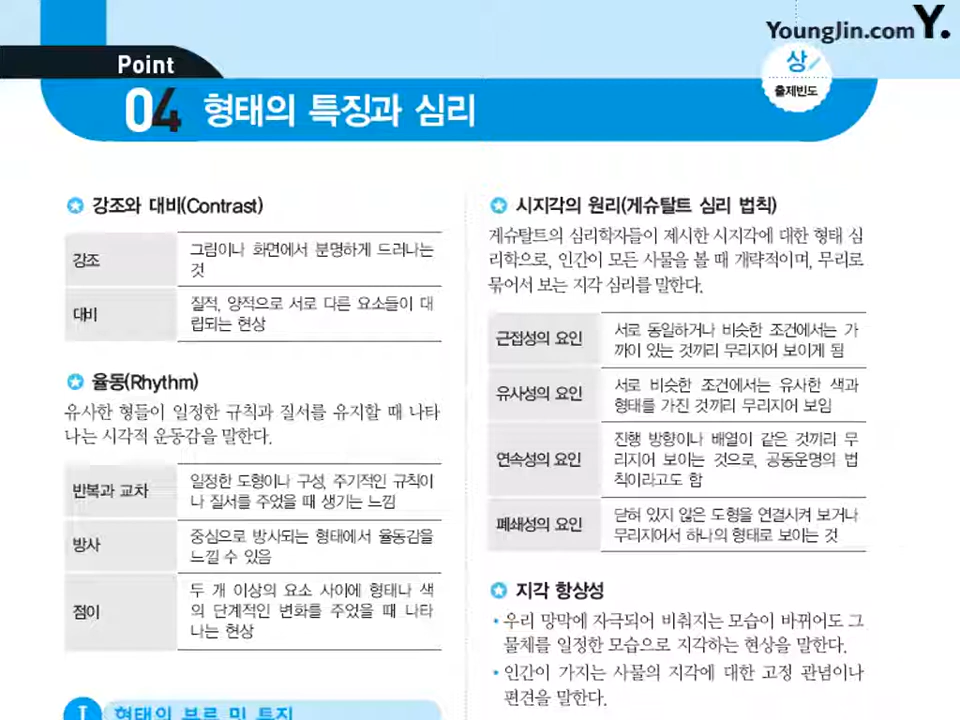 YoungJin.com Y.
Point
상
출제빈도
04 형태의 특징과 심리
강조와 대비(Contrast)
강조
그림이나 화면에서 분명하게 드러나는
것
대비
질적, 양적으로 서로 다른 요소들이 대
립되는 현상
율동(Rhythm)
유사한 형들이 일정한 규칙과 질서를 유지할 때 나타
나는 시각적 운동감을 말한다.
반복과 교차
일정한 도형이나 구성, 주기적인 규칙이
나 질서를 주었을 때 생기는 느낌
방사
중심으로 방사되는 형태에서 율동감을
느낄 수 있음
점이
두 개 이상의 요소 사이에 형태나 색
의 단계적인 변화를 주었을 때 나타
나는 현상
형태의 분류 및 특징
시지각의 원리(게슈탈트 심리 법칙)
게슈탈트의 심리학자들이 제시한 시지각에 대한 형태 심
리학으로, 인간이 모든 사물을 볼 때 개략적이며, 무리로
묶어서 보는 지각 심리를 말한다.
근접성의 요인
서로 동일하거나 비슷한 조건에서는 가
까이 있는 것끼리 무리지어 보이게 됨
유사성의 요인
서로 비슷한 조건에서는 유사한 색과
형태를 가진 것끼리 무리지어 보임
연속성의 요인
진행 방향이나 배열이 같은 것끼리 무
리지어 보이는 것으로, 공동운명의 법
칙이라고도 함
폐쇄성의 요인
닫혀 있지 않은 도형을 연결시켜 보거나
무리지어서 하나의 형태로 보이는 것
지각 항상성
• 우리 망막에 자극되어 비춰지는 모습이 바뀌어도 그
물체를 일정한 모습으로 지각하는 현상을 말한다.
• 인간이 가지는 사물의 지각에 대한 고정 관념이나
편견을 말한다.